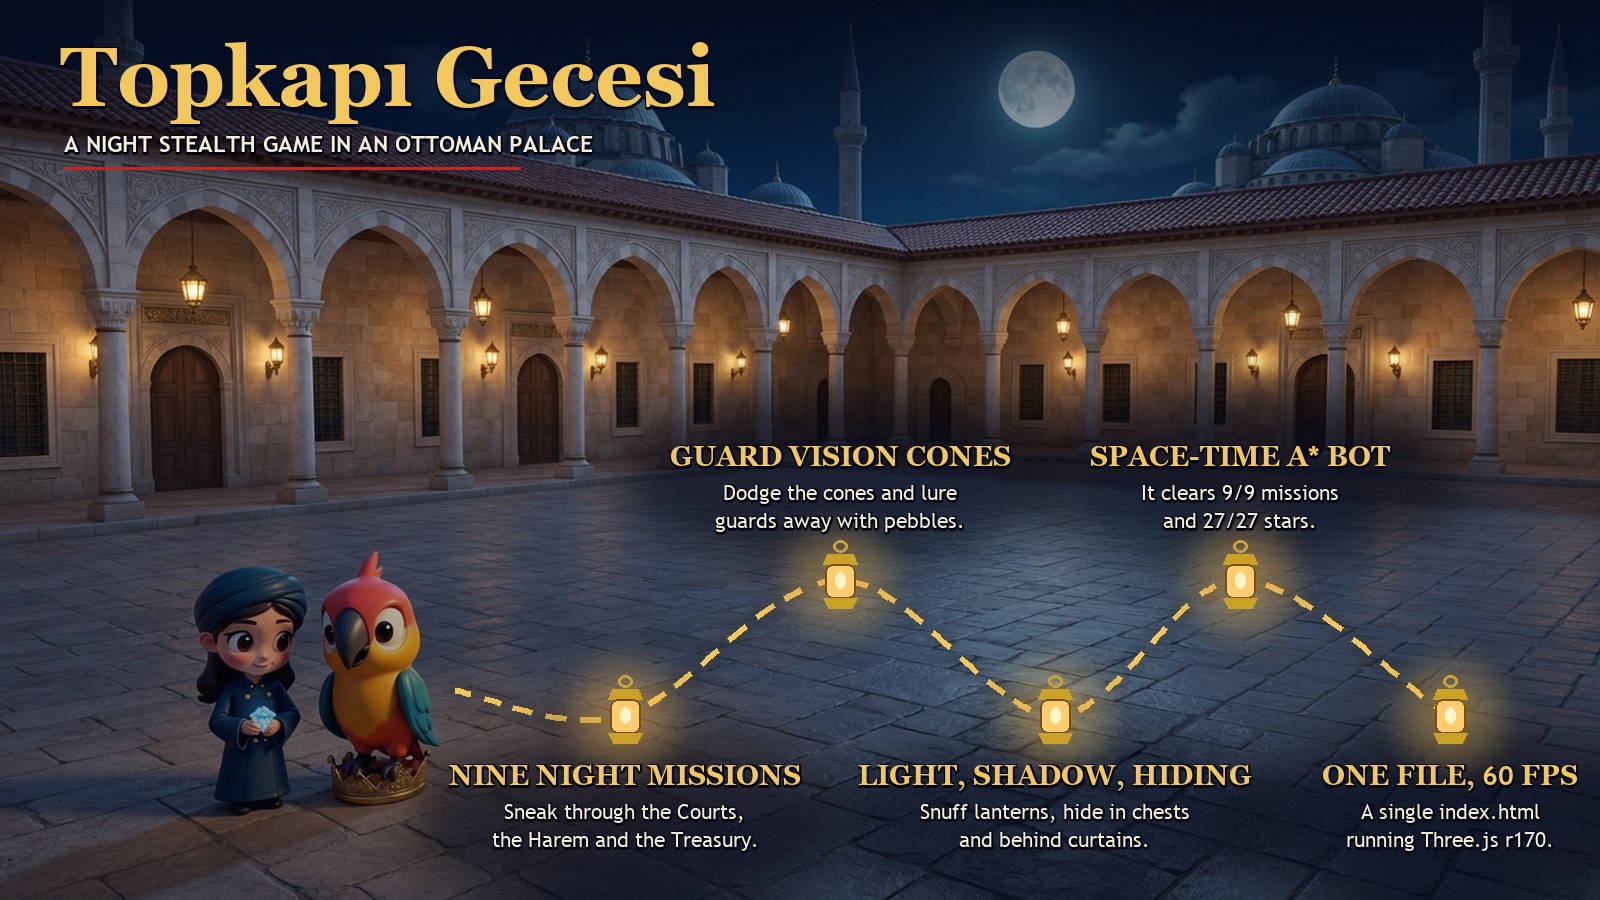 Topkapı Gecesi
A NIGHT STEALTH GAME IN AN OTTOMAN PALACE
GUARD VISION CONES
Dodge the cones and lure
guards away with pebbles.
SPACE-TIME A* BOT
It clears 9/9 missions
and 27/27 stars.
NINE NIGHT MISSIONS
Sneak through the Courts,
the Harem and the Treasury.
LIGHT, SHADOW, HIDING
Snuff lanterns, hide in chests
and behind curtains.
ONE FILE, 60 FPS
A single index.html
running Three.js r170.